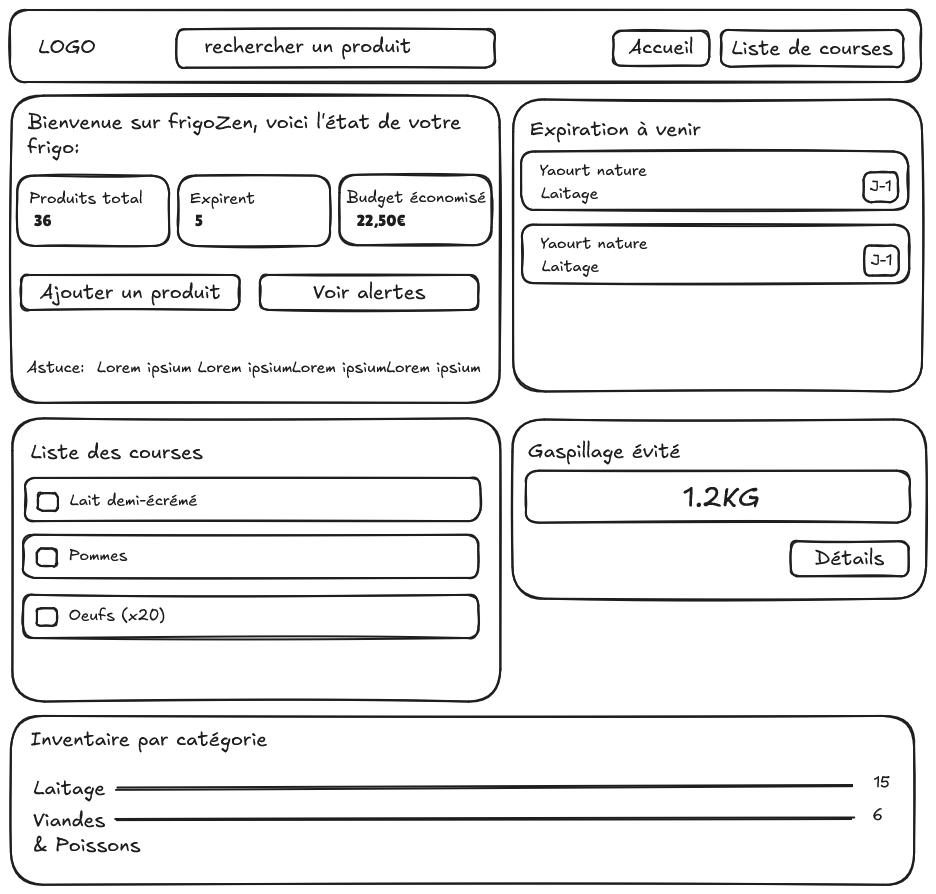 LOGO
rechercher un produit
Accueil
Liste de courses
Bienvenue sur frigoZen, voici l'état de votre
frigo:
Produits total
36
Expirent
5
Budget économisé
22,50€
Ajouter un produit
Voir alertes
Astuce: Lorem ipsium Lorem ipsiumLorem ipsiumLorem ipsium
Expiration à venir
Yaourt nature
Laitage
J-1
Yaourt nature
Laitage
J-1
Liste des courses
Lait demi-écrémé
Pommes
Oeufs (x20)
Gaspillage évité
1.2KG
Détails
Inventaire par catégorie
Laitage 15
Viandes 6
& Poissons